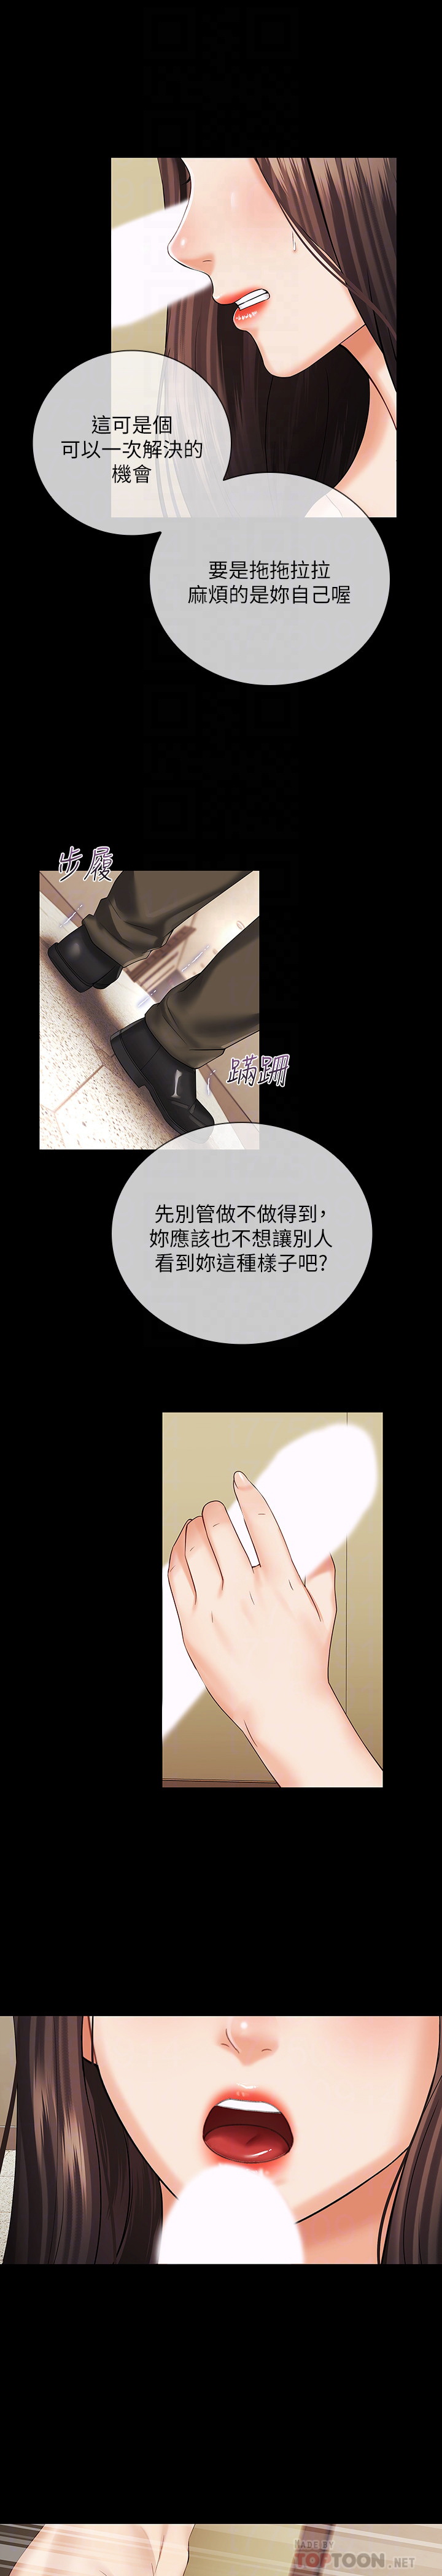 這可是個
可以一次解決的
機會
要是拖拖拉拉
麻煩的是妳自己喔
步履
蹣跚
先別管做不做得到，
妳應該也不想讓別人
看到妳這種樣子吧?
MADE BY
TOPTOON.NET